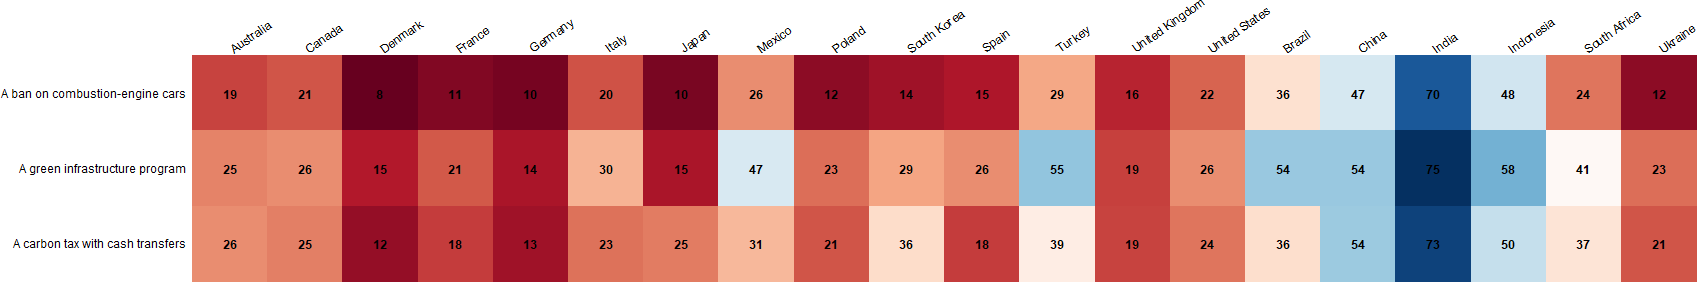 Australia Canada Denmark France Germany Italy Japan Mexico Poland South Korea Spain Turkey United Kingdom United States Brazil China India Indonesia South Africa Ukraine
A ban on combustion-engine cars 19 21 8 11 10 20 10 26 12 14 15 29 16 22 36 47 70 48 24 12
A green infrastructure program 25 26 15 21 14 30 15 47 23 29 26 55 19 26 54 54 75 58 41 23
A carbon tax with cash transfers 26 25 12 18 13 23 25 31 21 36 18 39 19 24 36 54 73 50 37 21